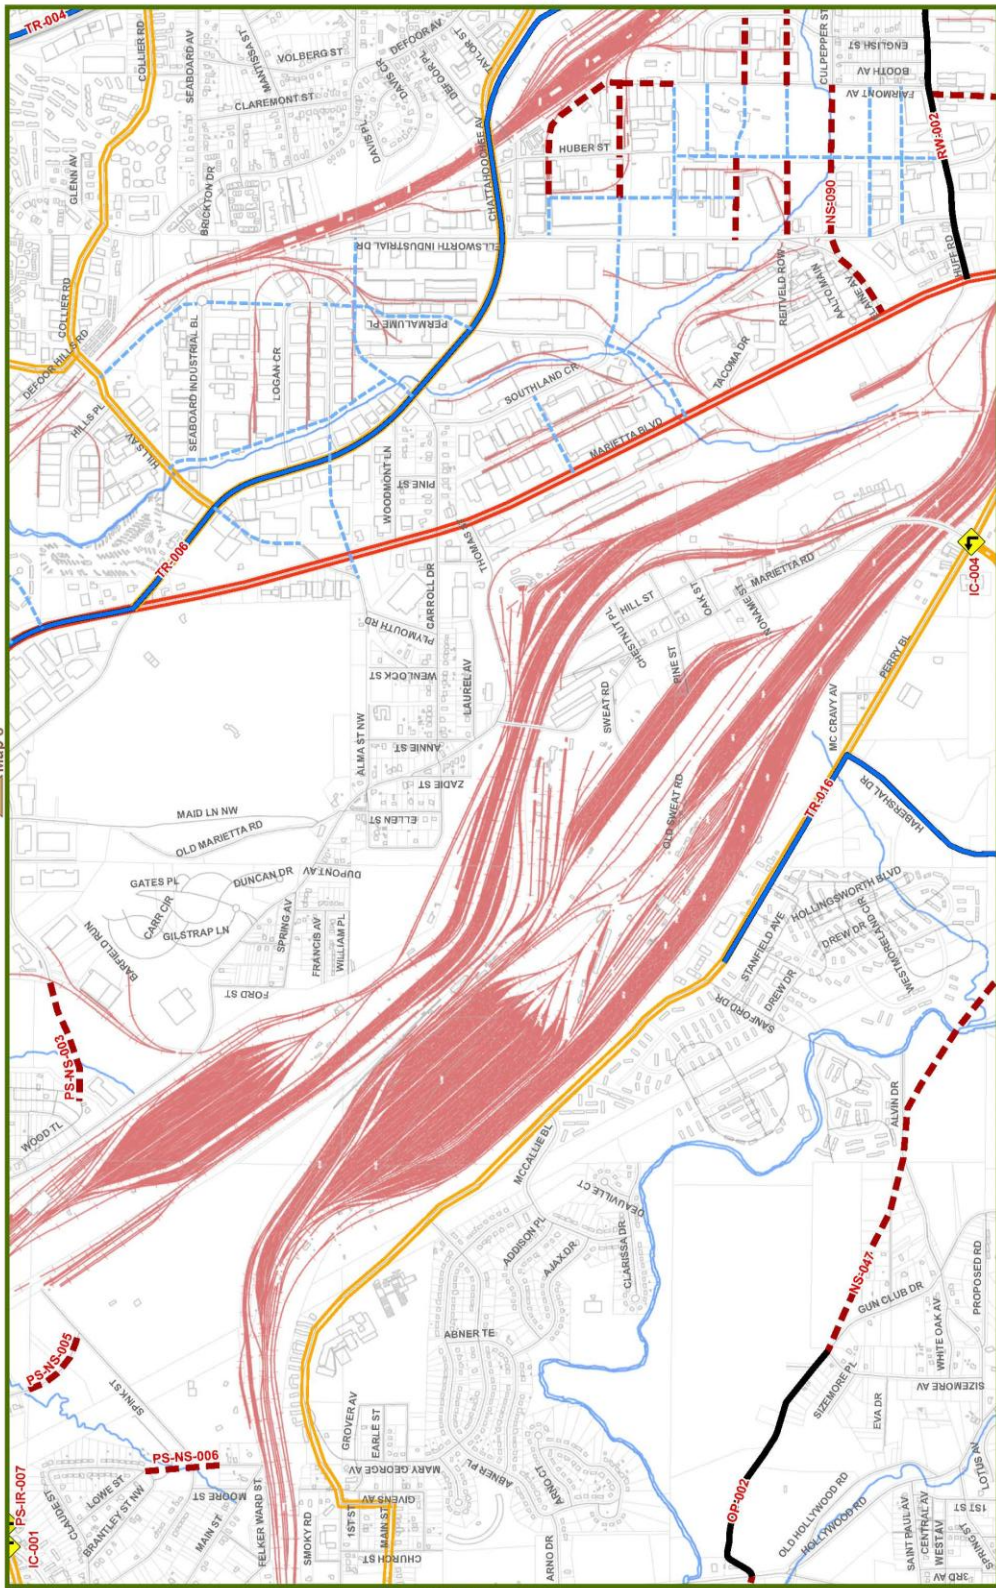 TR-004
COLLIER RD
SEABOARD AV
MANTISSA ST
VOLBERG ST
DEFOOR AV
TAYLOR ST
DAVIS CR
DEFOOR PL
CULPEPPER ST
ENGLISH ST
BOOTH AV
FAIRMONT AV
CLAREMONT ST
DAVIS PL
CHATTAHOOCHEE AV
HUBER ST
RW-002
GLENN AV
BRICKTON DR
NS-090
ELLSWORTH INDUSTRIAL DR
HUFF RD
COLLIER RD
DEFOOR HILLS RD
PERMALUME PL
REITVELD ROW
AALTO MAIN
ELAINE AV
SEABOARD INDUSTRIAL BL
LOGAN CR
TACOMA DR
SOUTHLAND CR
HILLS PL
HILLS AV
MARIETTA BLVD
WOODMONT LN
PINE ST
TR-006
THOMAS ST
IC-004
CARROLL DR
HILL ST
OAK ST
NONAME ST
MARIETTA RD
PLYMOUTH RD
CHESTNUT PL
PINE ST
WENLOCK ST
LAUREL AV
PERRY BL
SWEAT RD
MC CRAVY AV
ALMA ST NW
ANNIE ST
ZADIE ST
Map 6
MAID LN NW
OLD MARIETTA RD
ELLEN ST
OLD SWEAT RD
TR-016
HABERSHAL DR
GATES PL
DUNCAN DR
DUPONT AV
CARR CIR
GILSTRAP LN
SPRING AV
FRANCIS AV
WILLIAM PL
HOLLINGSWORTH BLVD
STANFIELD AVE
DREW DR
WESTMORELAND CR
BARFIELD RUN
FORD ST
DREW DR
SANFORD DR
PS-NS-003
WOOD TL
ALVIN DR
MCCALLIE BL
DEAUVILLE CT
ADDISON PL
AJAX DR
CLARISSA DR
NS-047
GUN CLUB DR
PROPOSED RD
PS-NS-005
ABNER TE
WHITE OAK AV
SIZEMORE PL
SIZEMORE AV
SPINK ST
EVA DR
GROVER AV
EARLE ST
PS-NS-006
MARY GEORGE AV
ABNER PL
ARNO CT
LOTUS AV
PS-IR-007
IC-001
CLAUDE ST
LOWE ST
BRANTLEY ST NW
MOORE ST
MAIN ST
FELKER WARD ST
SMOKY RD
1ST ST
GIVENS AV
MAIN ST
CHURCH ST
ARNO DR
OP-002
OLD HOLLYWOOD RD
HOLLYWOOD RD
SAINT PAUL AV
CENTRAL AV
WEST AV
1ST ST
SPRING ST
3RD AV